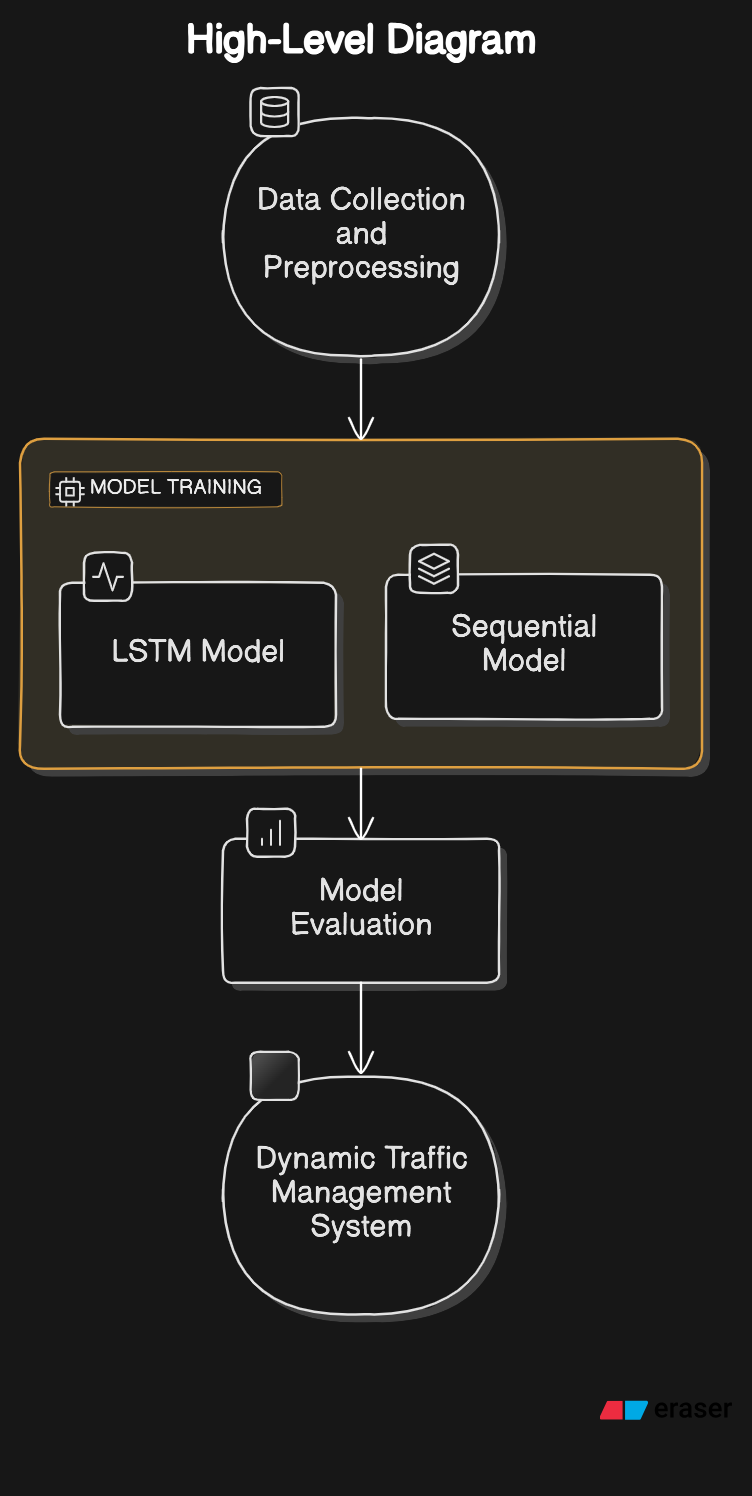 High-Level Diagram
Data Collection
and
Preprocessing
MODEL TRAINING
LSTM Model
Sequential
Model
Model
Evaluation
Dynamic Traffic
Management
System
eraser